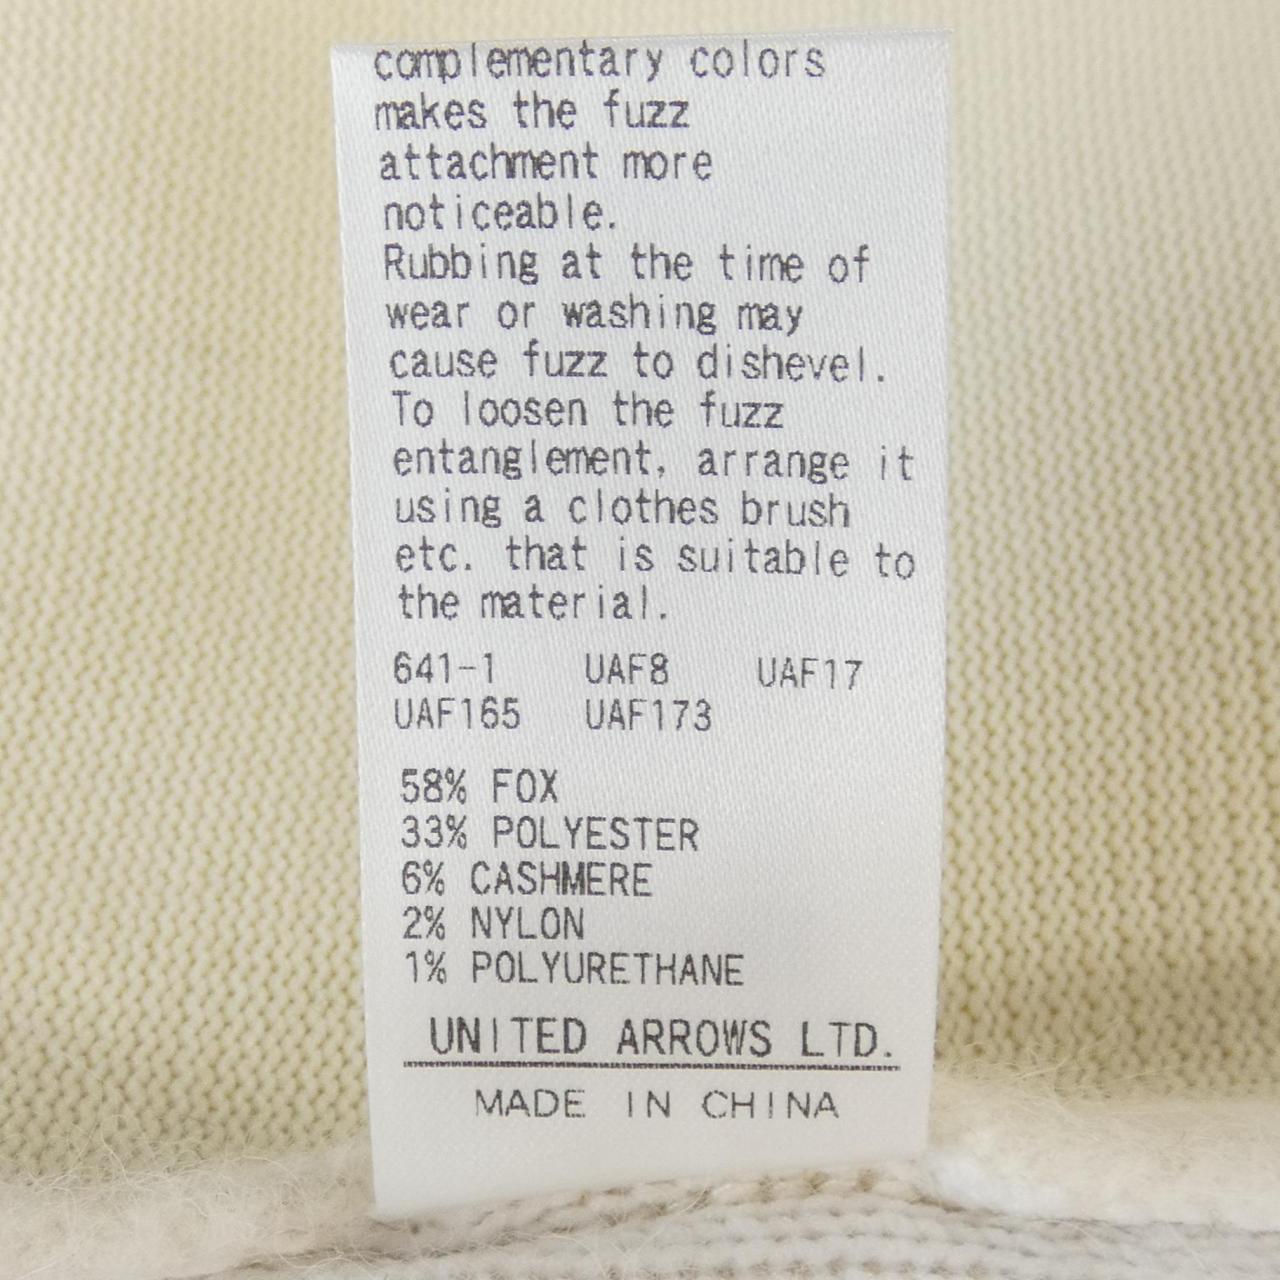 complementary colors
makes the fuzz
attachment more
noticeable.
Rubbing at the time of
wear or washing may
cause fuzz to dishevel.
To loosen the fuzz
entanglement, arrange it
using a clothes brush
etc. that is suitable to
the material.
641-1 UAF8 UAF17
UAF165 UAF173
58% FOX
33% POLYESTER
6% CASHMERE
2% NYLON
1% POLYURETHANE
UNITED ARROWS LTD.
MADE IN CHINA